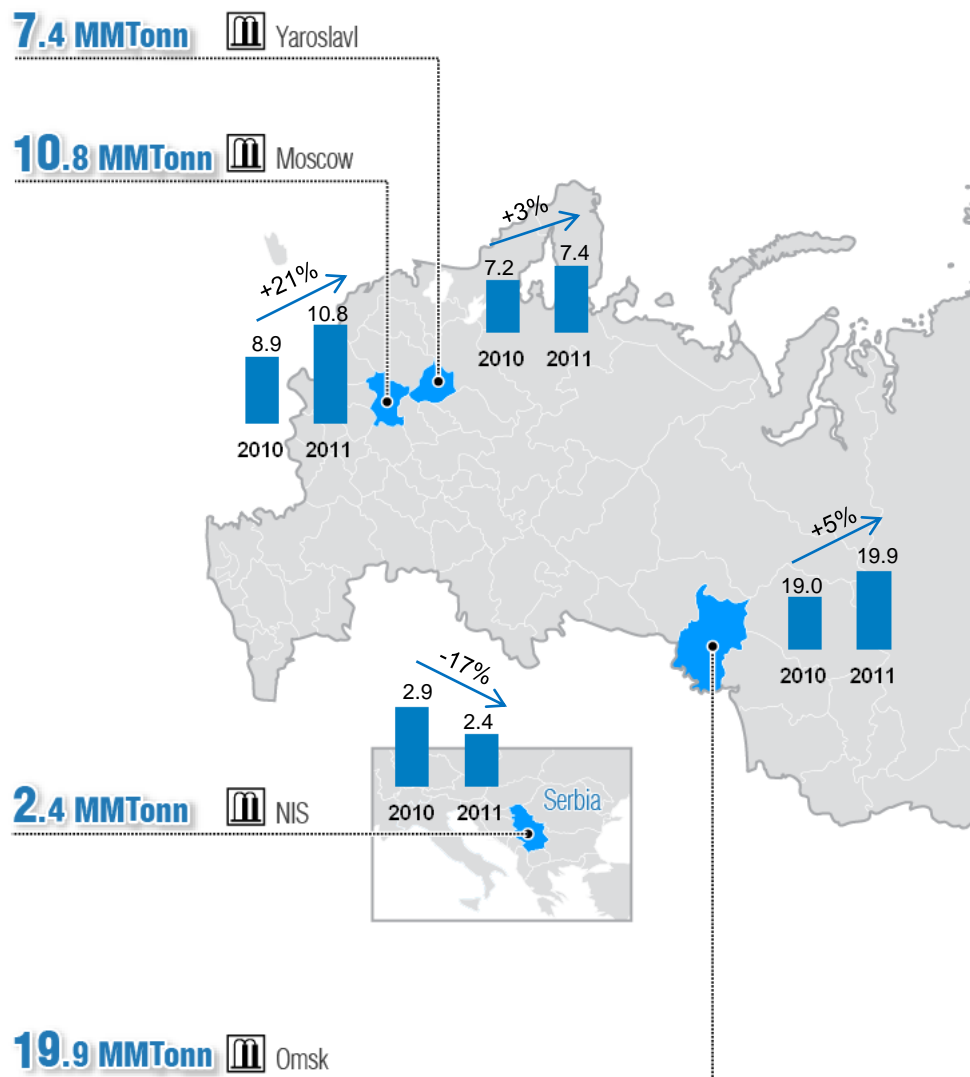 7.4 MMTonn Yaroslavl
10.8 MMTonn Moscow
+3%
7.2 7.4
2010 2011
+21%
8.9 10.8
2010 2011
+5%
19.0 19.9
2010 2011
-17%
2.9 2.4
2010 2011
Serbia
2.4 MMTonn NIS
19.9 MMTonn Omsk